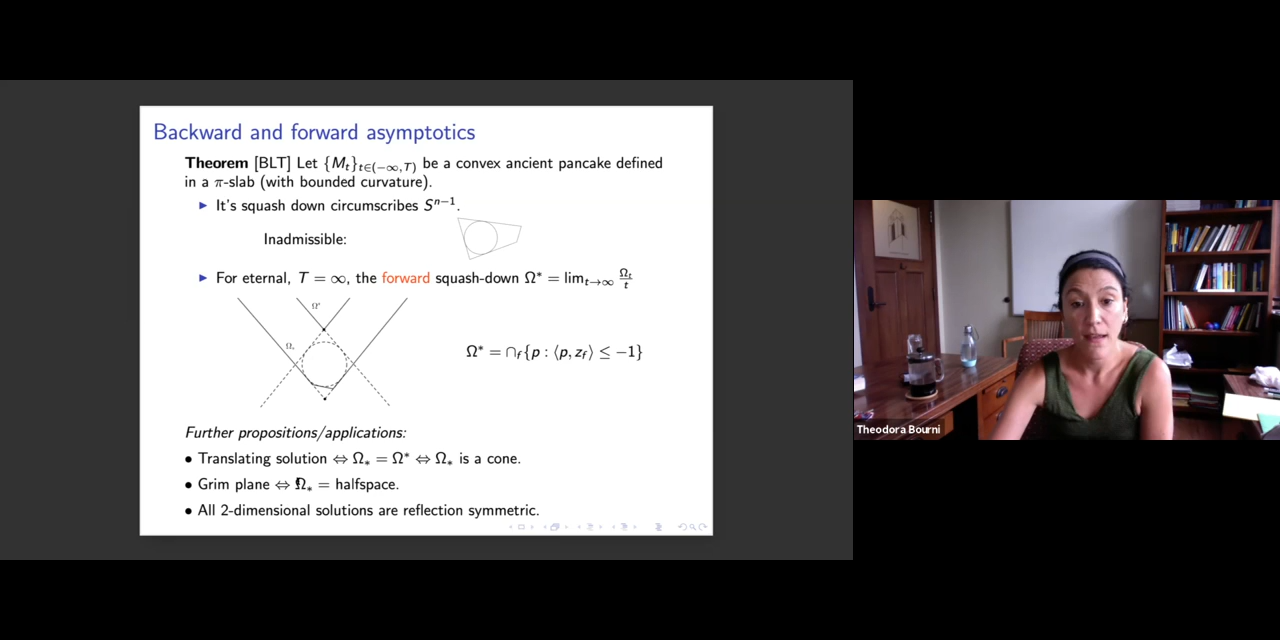 Backward and forward asymptotics
Theorem [BLT] Let {M_t}_{t∈(−∞,T)} be a convex ancient pancake defined
in a π-slab (with bounded curvature).
▶ It's squash down circumscribes S^{n−1}.
Inadmissible:
▶ For eternal, T = ∞, the forward squash-down Ω^* = lim_{t→∞} Ω_t/t
Ω^*
Ω_*
Ω^* = ∩_f{p : ⟨p, z_f⟩ ≤ −1}
Further propositions/applications:
• Translating solution ⇔ Ω_* = Ω^* ⇔ Ω_* is a cone.
• Grim plane ⇔ Ω_* = halfspace.
• All 2-dimensional solutions are reflection symmetric.
Theodora Bourni